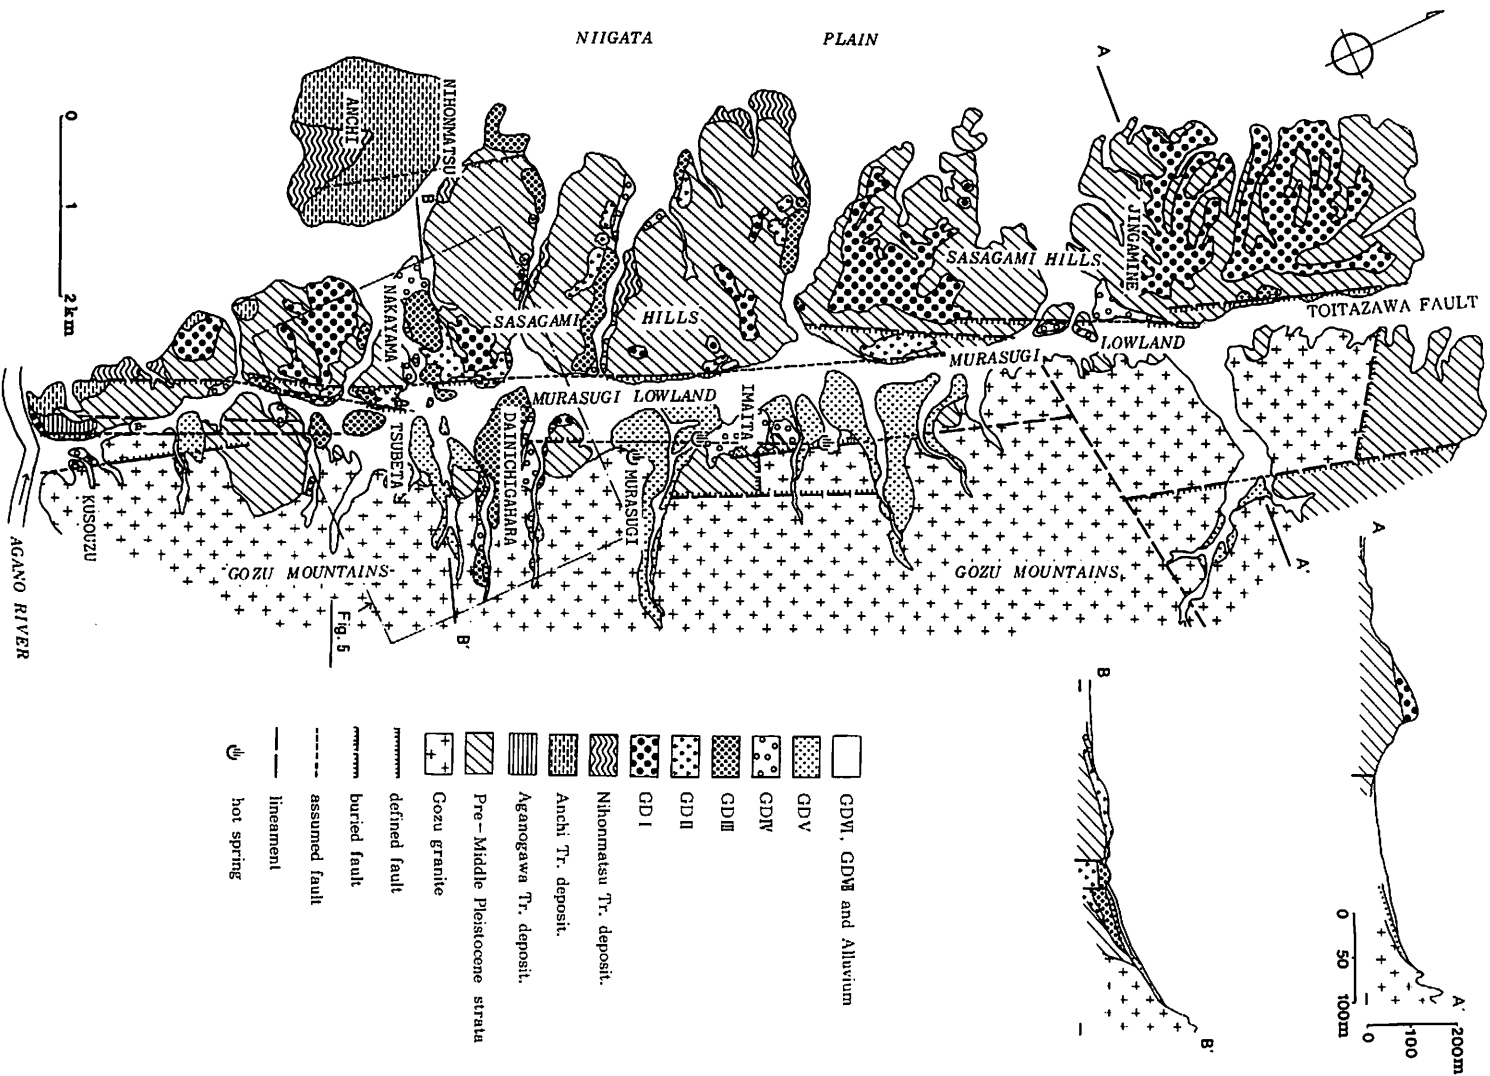 NIIGATA PLAIN
A
NIHONMATSU
ANCHI
B
JINGAMINE
SASAGAMI HILLS
TOITAZAWA FAULT
NAKAYAMA
SASAGAMI HILLS
MURASUGI LOWLAND
MURASUGI LOWLAND
IMAITA
DAINICHIGAHARA
TSUBETA
MURASUGI
KUSOUZU
GOZU MOUNTAINS
GOZU MOUNTAINS
A'
B'
Fig. 5
AGANO RIVER
0 1 2km
A
A'
0 50 100m
0 100 200m
B
B'
GDⅥ, GDⅦ and Alluvium
GDⅤ
GDⅣ
GDⅢ
GDⅡ
GDⅠ
Nihonmatsu Tr. deposit.
Anchi Tr. deposit.
Aganogawa Tr. deposit.
Pre-Middle Pleistocene strata
Gozu granite
defined fault
buried fault
assumed fault
lineament
hot spring